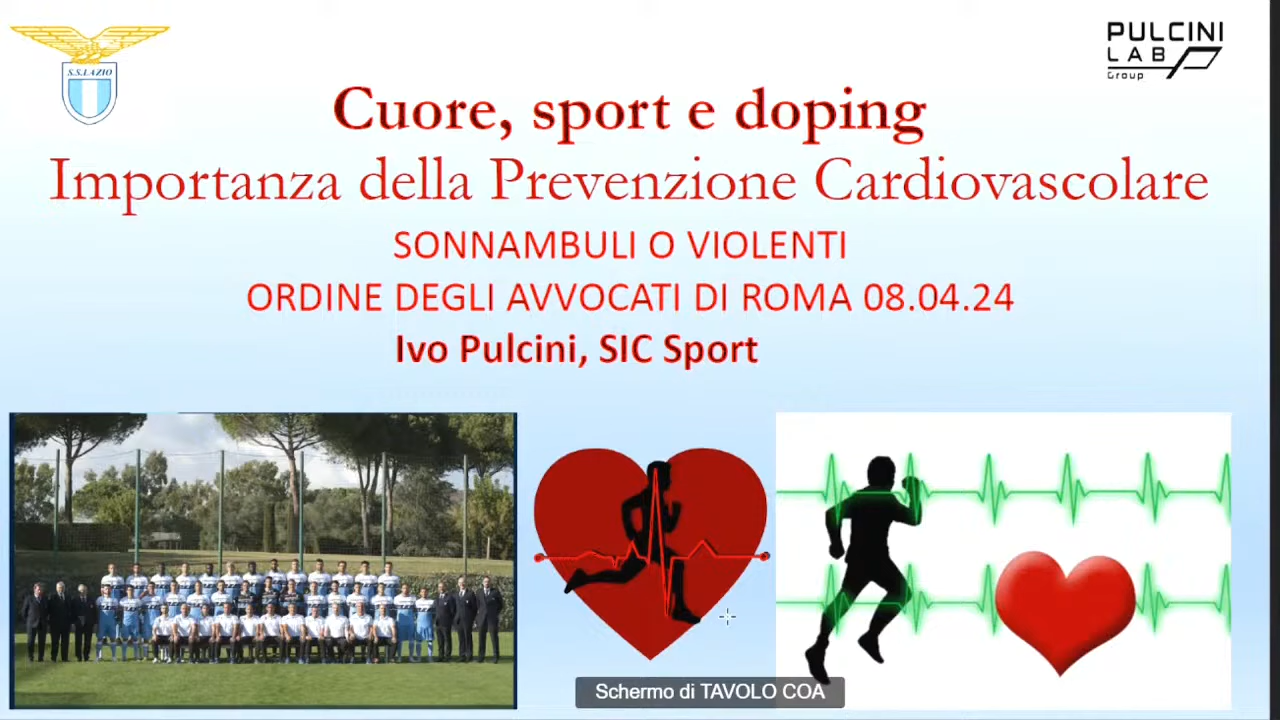 S.S.LAZIO
PULCINI
LAB
Group
Cuore, sport e doping
Importanza della Prevenzione Cardiovascolare
SONNAMBULI O VIOLENTI
ORDINE DEGLI AVVOCATI DI ROMA 08.04.24
Ivo Pulcini, SIC Sport
Schermo di TAVOLO COA